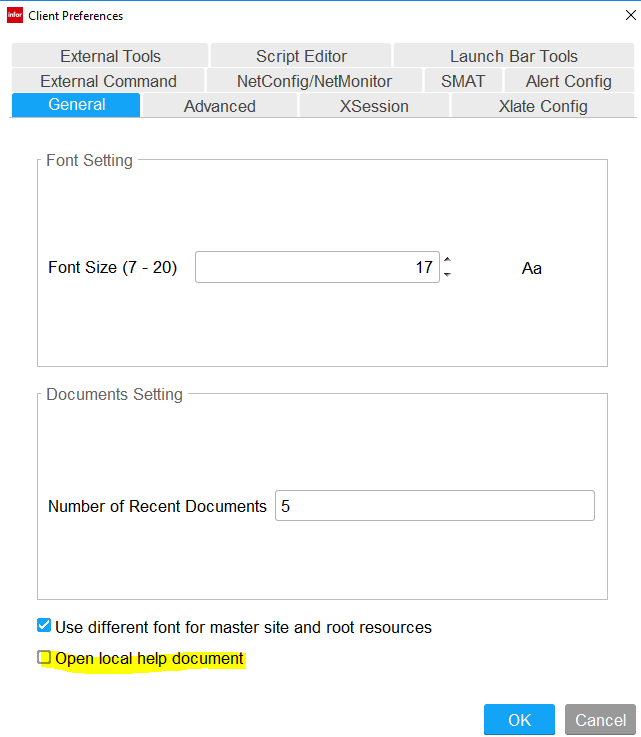 infor Client Preferences
External Tools Script Editor Launch Bar Tools
External Command NetConfig/NetMonitor SMAT Alert Config
General Advanced XSession Xlate Config
Font Setting
Font Size (7 - 20) 17 Aa
Documents Setting
Number of Recent Documents 5
Use different font for master site and root resources
Open local help document
OK Cancel